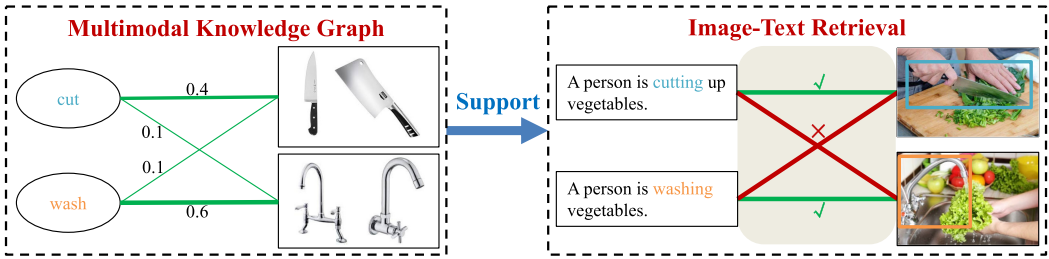 Multimodal Knowledge Graph
cut
wash
0.4
0.1
0.1
0.6
Support
Image-Text Retrieval
A person is cutting up
vegetables.
A person is washing
vegetables.